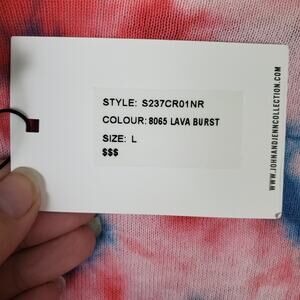 STYLE: S237CR01NR
COLOUR: 8065 LAVA BURST
SIZE: L
$$$
WWW.JOHNANDJENNCOLLECTION.COM